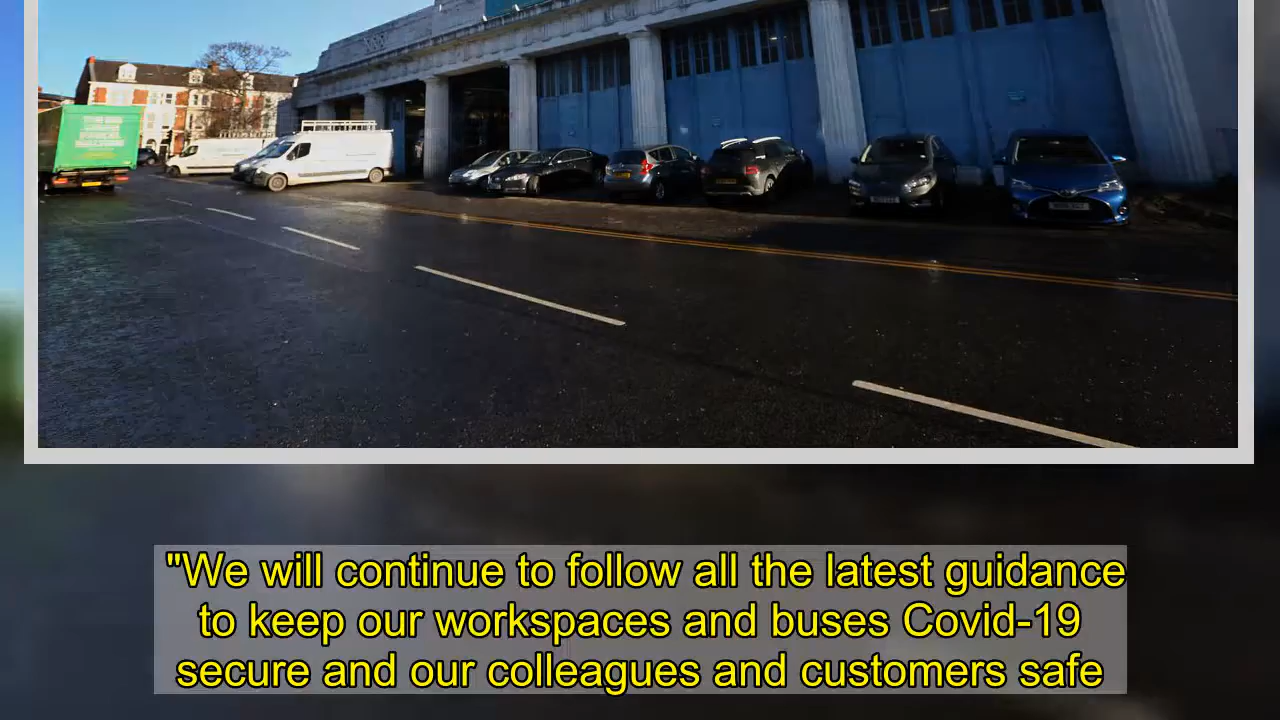 "We will continue to follow all the latest guidance
to keep our workspaces and buses Covid-19
secure and our colleagues and customers safe